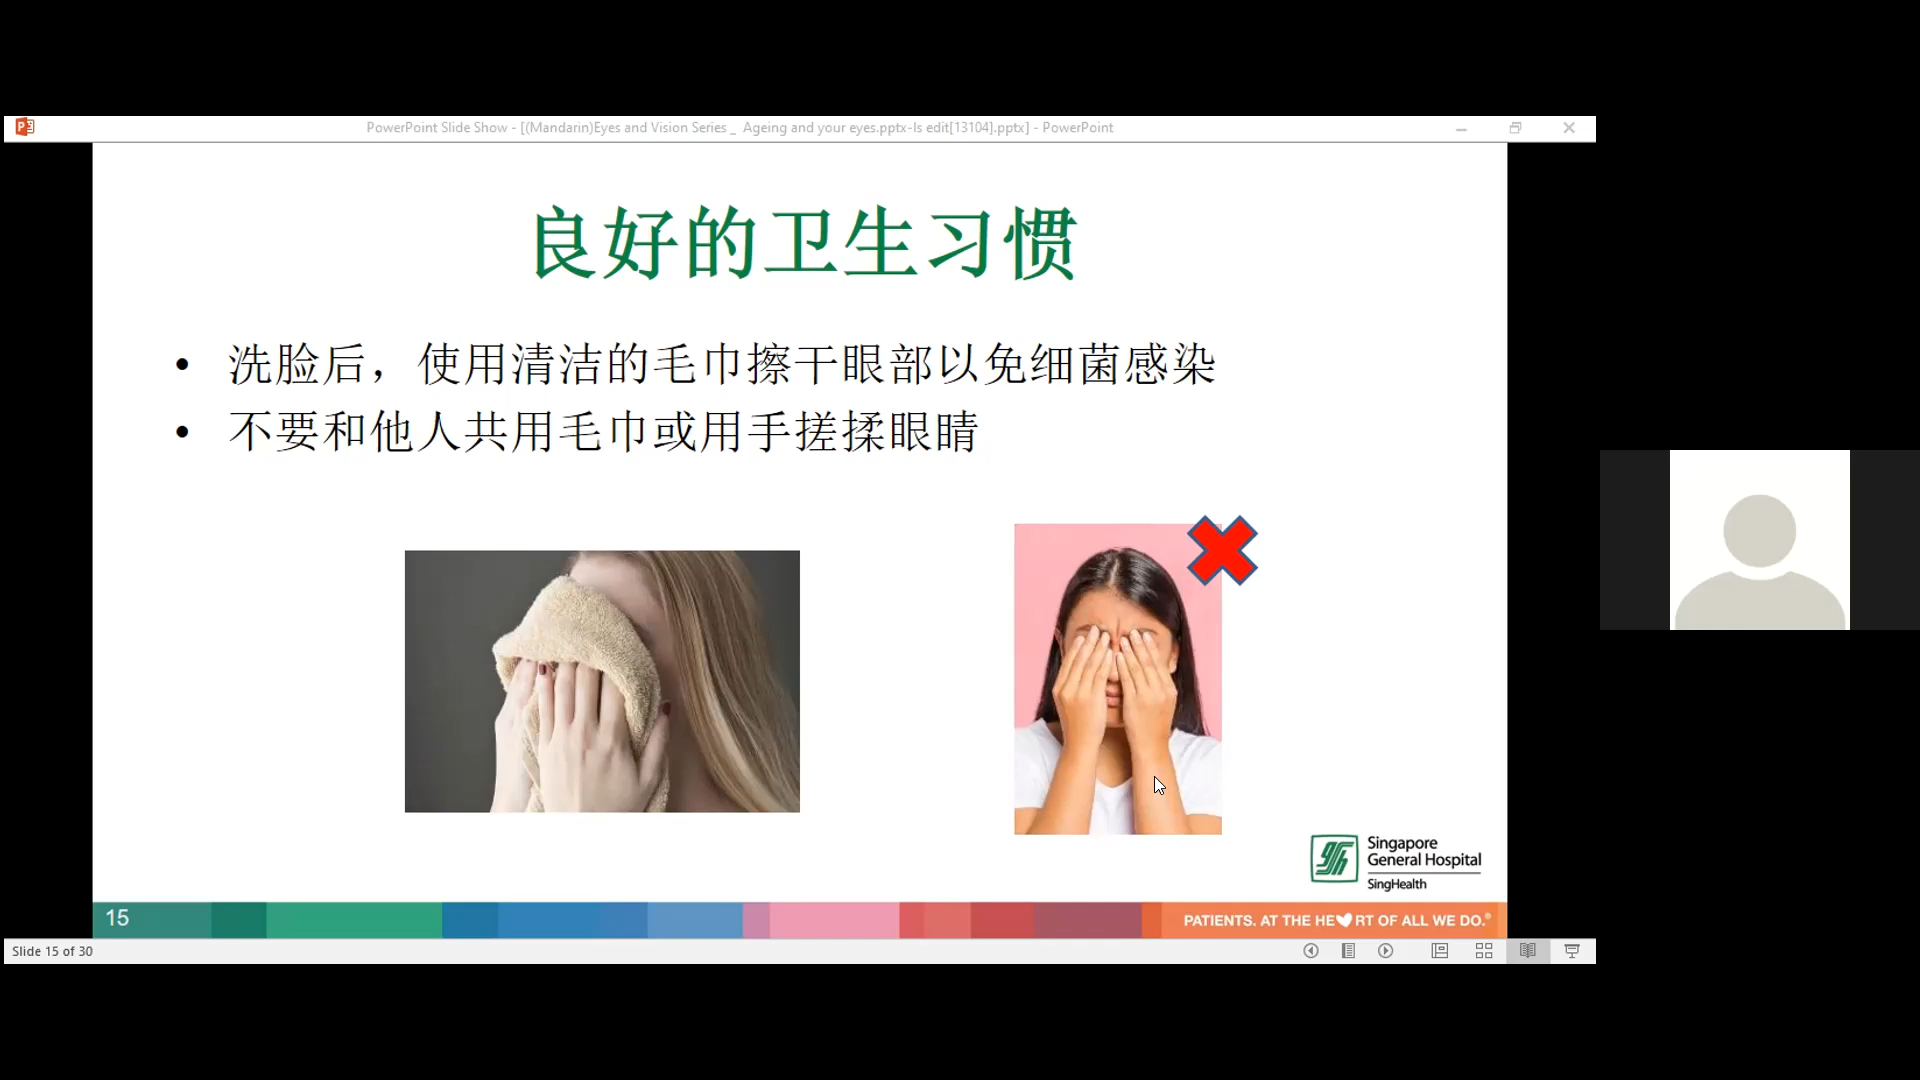 PowerPoint Slide Show - [(Mandarin)Eyes and Vision Series _ Ageing and your eyes.pptx-ls edit[13104].pptx] - PowerPoint
良好的卫生习惯
• 洗脸后，使用清洁的毛巾擦干眼部以免细菌感染
• 不要和他人共用毛巾或用手搓揉眼睛
Singapore
General Hospital
SingHealth
15
PATIENTS. AT THE HE♥RT OF ALL WE DO.®
Slide 15 of 30